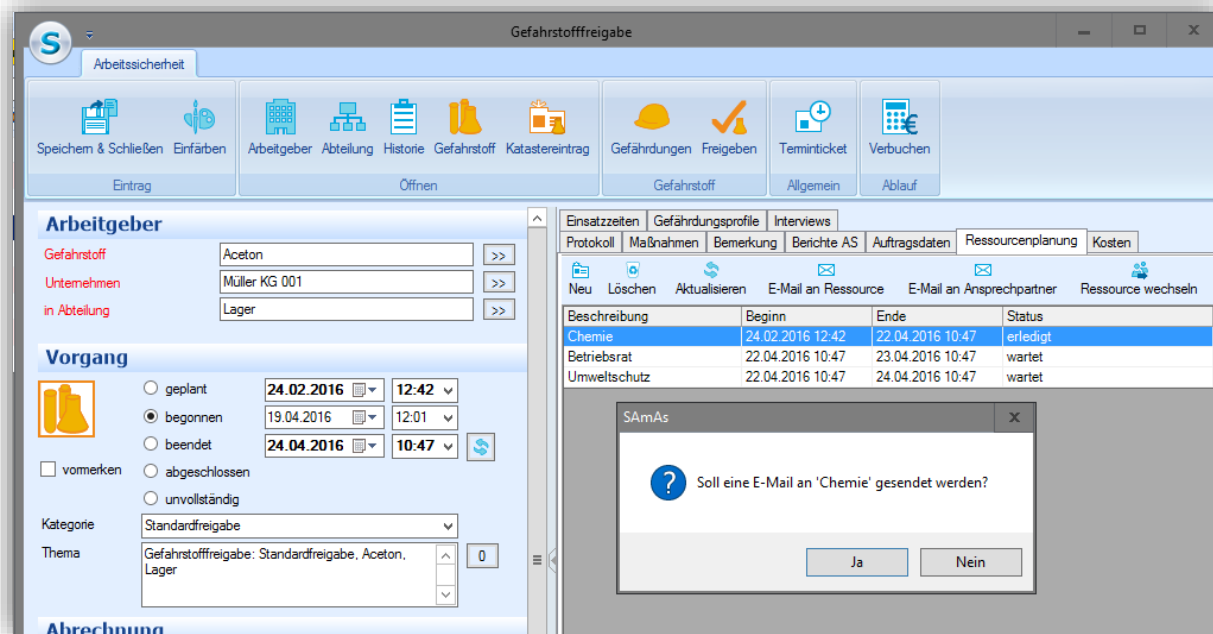 Gefahrstofffreigabe
S
Arbeitssicherheit
Speichern & Schließen Einfärben Arbeitgeber Abteilung Historie Gefahrstoff Katastereintrag Gefährdungen Freigeben Terminticket Verbuchen
Eintrag Öffnen Gefahrstoff Allgemein Ablauf
Arbeitgeber
Gefahrstoff Aceton >>
Unternehmen Müller KG 001 >>
in Abteilung Lager >>
Vorgang
geplant 24.02.2016 12:42
begonnen 19.04.2016 12:01
beendet 24.04.2016 10:47
vormerken abgeschlossen
unvollständig
Kategorie Standardfreigabe
Thema Gefahrstofffreigabe: Standardfreigabe, Aceton, 0
Lager
Abrechnung
Einsatzzeiten Gefährdungsprofile Interviews
Protokoll Maßnahmen Bemerkung Berichte AS Auftragsdaten Ressourcenplanung Kosten
Neu Löschen Aktualisieren E-Mail an Ressource E-Mail an Ansprechpartner Ressource wechseln
Beschreibung Beginn Ende Status
Chemie 24.02.2016 12:42 22.04.2016 10:47 erledigt
Betriebsrat 22.04.2016 10:47 23.04.2016 10:47 wartet
Umweltschutz 22.04.2016 10:47 24.04.2016 10:47 wartet
SAmAs X
Soll eine E-Mail an 'Chemie' gesendet werden?
Ja Nein